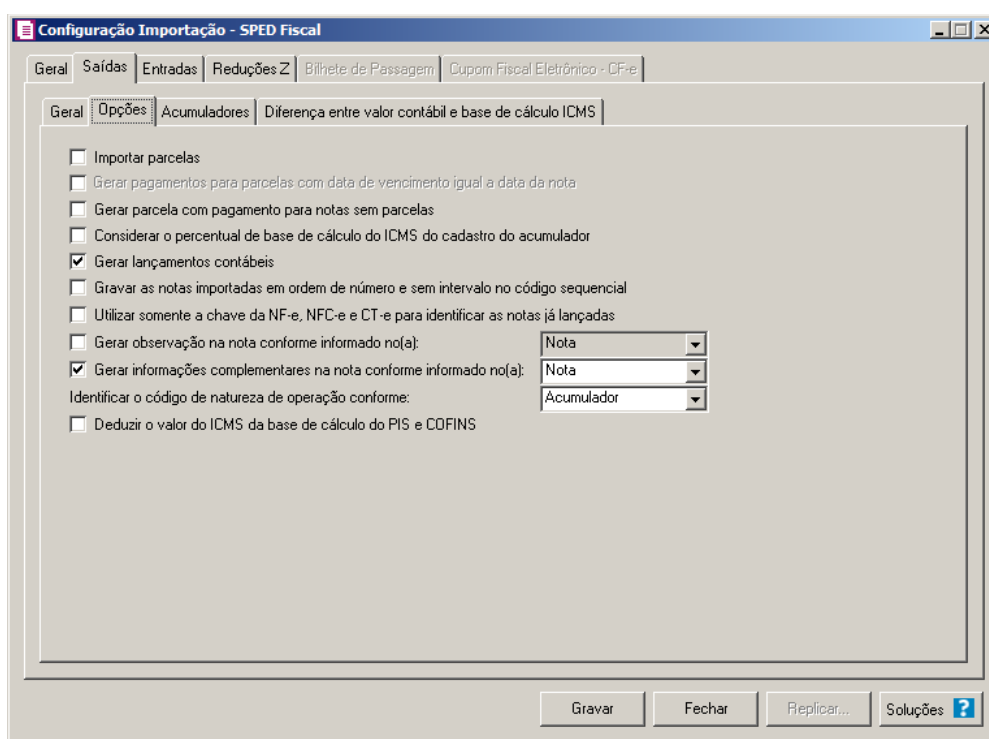 Configuração Importação - SPED Fiscal
Geral Saídas Entradas Reduções Z Bilhete de Passagem Cupom Fiscal Eletrônico - CF-e
Geral Opções Acumuladores Diferença entre valor contábil e base de cálculo ICMS
Importar parcelas
Gerar pagamentos para parcelas com data de vencimento igual a data da nota
Gerar parcela com pagamento para notas sem parcelas
Considerar o percentual de base de cálculo do ICMS do cadastro do acumulador
Gerar lançamentos contábeis
Gravar as notas importadas em ordem de número e sem intervalo no código sequencial
Utilizar somente a chave da NF-e, NFC-e e CT-e para identificar as notas já lançadas
Gerar observação na nota conforme informado no(a): Nota
Gerar informações complementares na nota conforme informado no(a): Nota
Identificar o código de natureza de operação conforme: Acumulador
Deduzir o valor do ICMS da base de cálculo do PIS e COFINS
Gravar Fechar Replicar... Soluções ?